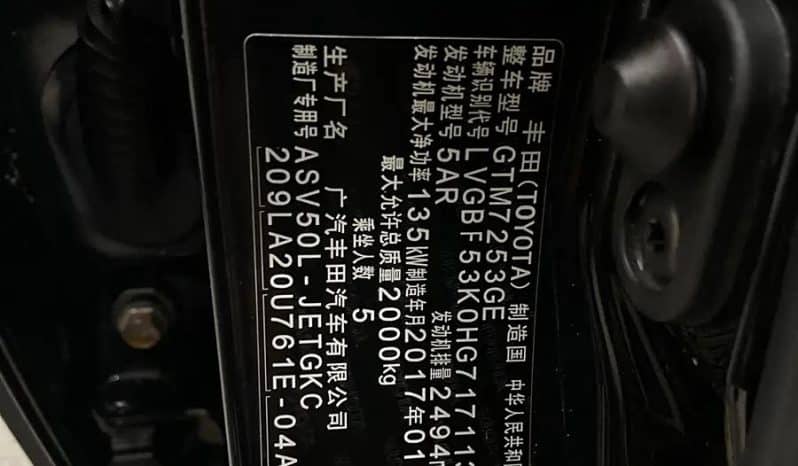 品牌 丰田(TOYOTA) 制造国 中华人民共和
整车型号 GTM7253GE
车辆识别代号 LVGBF53K0HG717113
发动机型号 5AR 发动机排量 2494
发动机最大净功率 135kW 制造年月 2017年01
最大允许总质量 2000kg
乘坐人数 5
生产厂名 广汽丰田汽车有限公司
制造厂专用号 ASV50L-JETGKC
209LA20U761E-04A